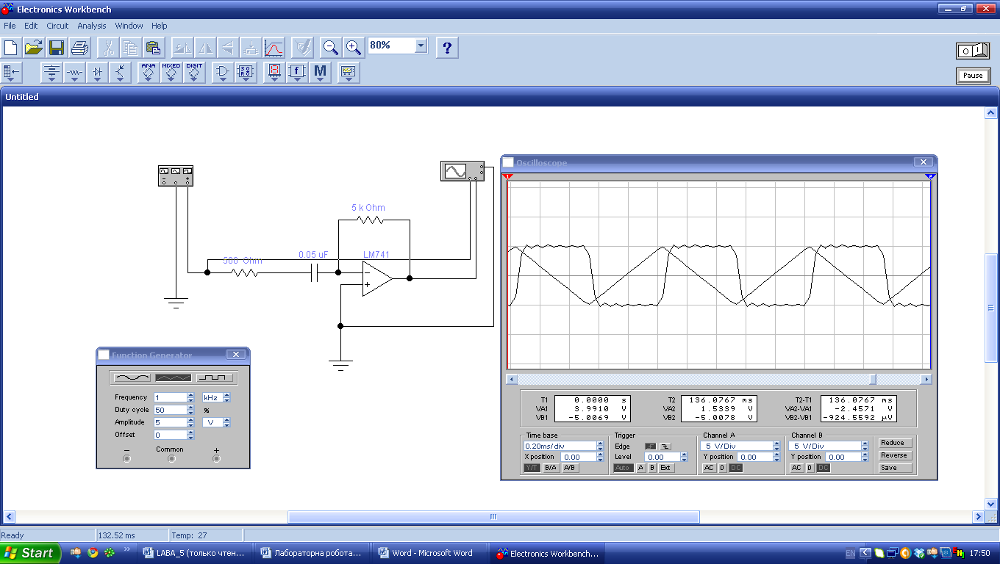 Electronics Workbench
File Edit Circuit Analysis Window Help
80%
?
ANA MIXED DIGIT
f M
Pause
Untitled
5 k Ohm
0.05 uF
LM741
500 Ohm
Function Generator
Frequency 1 kHz
Duty cycle 50 %
Amplitude 5 V
Offset 0
− Common +
Oscilloscope
1 2
T1 0.0000 s
VA1 3.9910 V
VB1 -5.0069 V
T2 136.0767 ms
VA2 1.5339 V
VB2 -5.0078 V
T2-T1 136.0767 ms
VA2-VA1 -2.4571 V
VB2-VB1 -924.5592 µV
Time base
0.20ms/div
X position 0.00
Y/T B/A A/B
Trigger
Edge
Level 0.00
Auto A B Ext
Channel A
5 V/Div
Y position 0.00
AC 0 DC
Channel B
5 V/Div
Y position 0.00
AC 0 DC
Reduce
Reverse
Save
Ready 132.52 ms Temp: 27
Start
LABA_5 (только чтен...
Лабораторна робота...
Word - Microsoft Word
Electronics Workbench...
EN
17:50